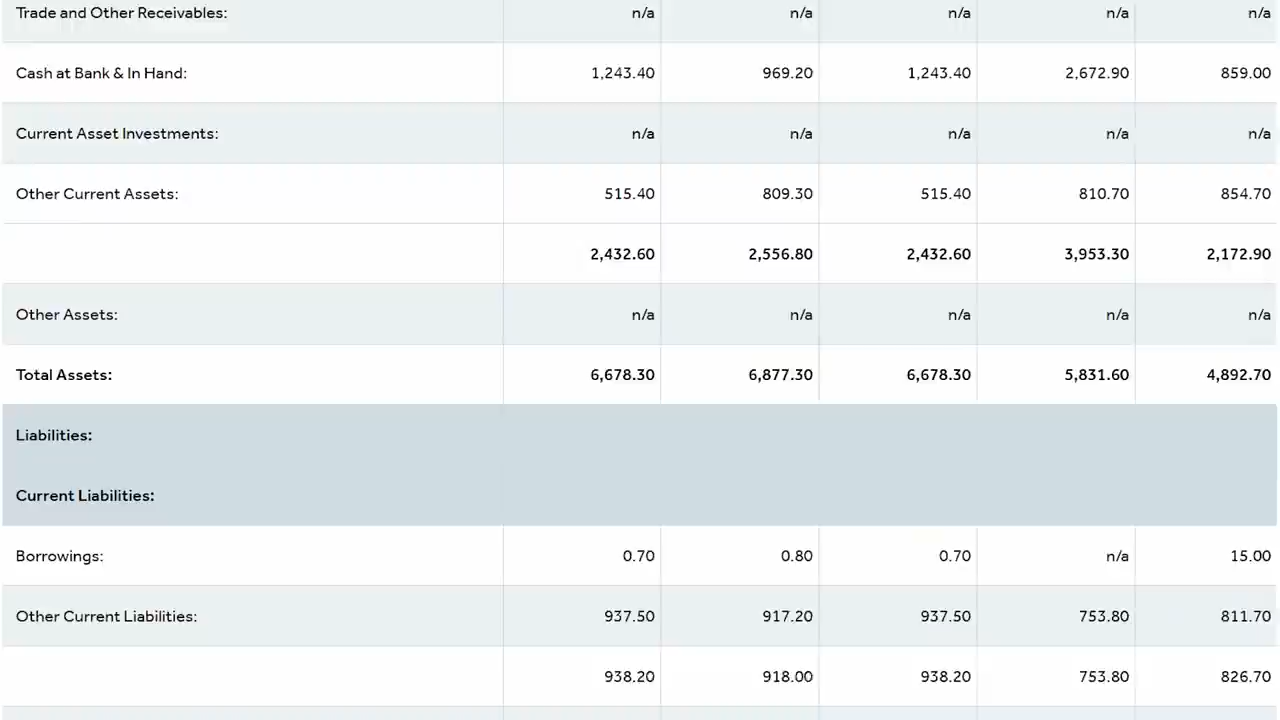 Trade and Other Receivables: n/a n/a n/a n/a n/a
Cash at Bank & In Hand: 1,243.40 969.20 1,243.40 2,672.90 859.00
Current Asset Investments: n/a n/a n/a n/a n/a
Other Current Assets: 515.40 809.30 515.40 810.70 854.70
2,432.60 2,556.80 2,432.60 3,953.30 2,172.90
Other Assets: n/a n/a n/a n/a n/a
Total Assets: 6,678.30 6,877.30 6,678.30 5,831.60 4,892.70
Liabilities:
Current Liabilities:
Borrowings: 0.70 0.80 0.70 n/a 15.00
Other Current Liabilities: 937.50 917.20 937.50 753.80 811.70
938.20 918.00 938.20 753.80 826.70